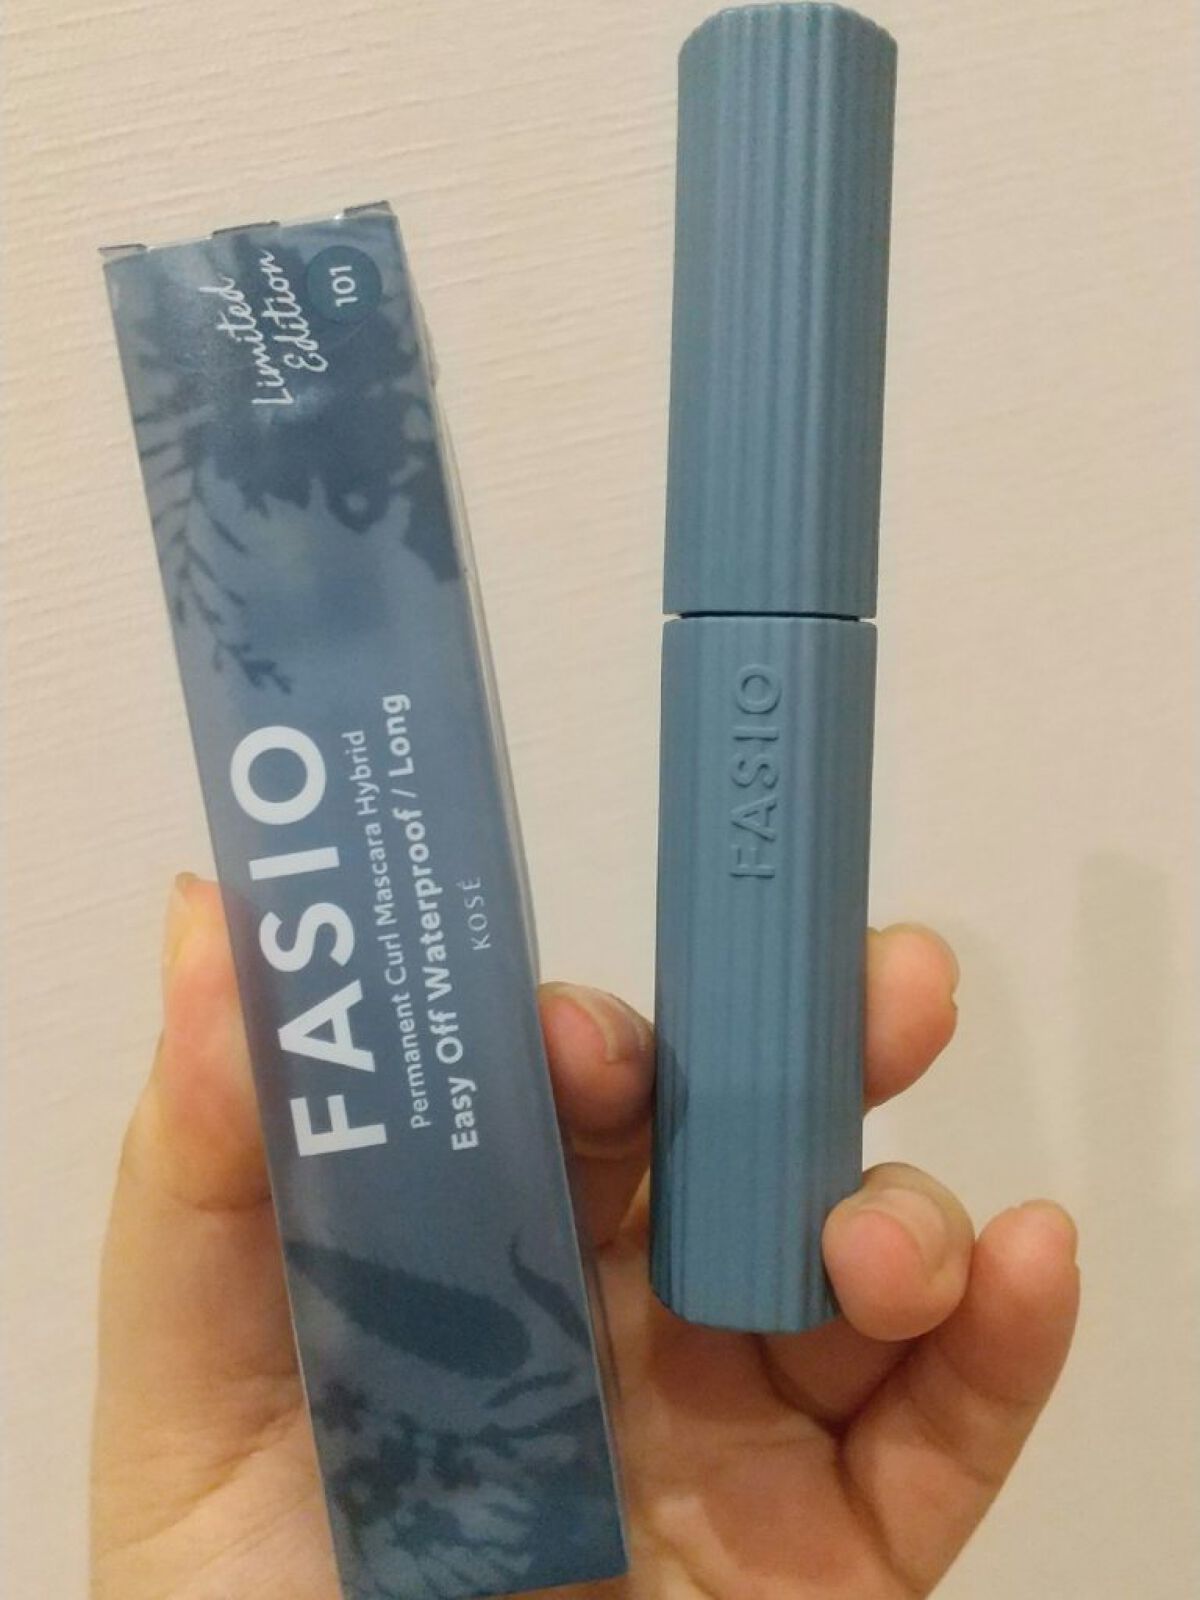 Limited
Edition
101
FASIO
Permanent Curl Mascara Hybrid
Easy Off Waterproof / Long
KOSÉ
FASIO